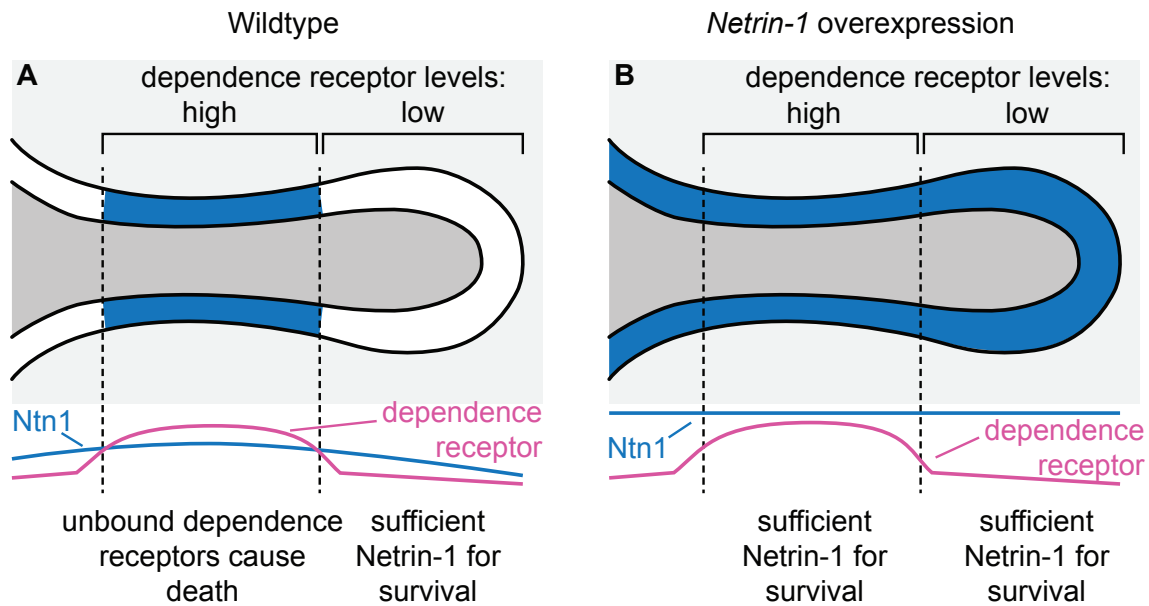 Wildtype
Netrin-1 overexpression
A
dependence receptor levels:
high
low
B
dependence receptor levels:
high
low
Ntn1
dependence
receptor
Ntn1
dependence
receptor
unbound dependence
receptors cause
death
sufficient
Netrin-1 for
survival
sufficient
Netrin-1 for
survival
sufficient
Netrin-1 for
survival